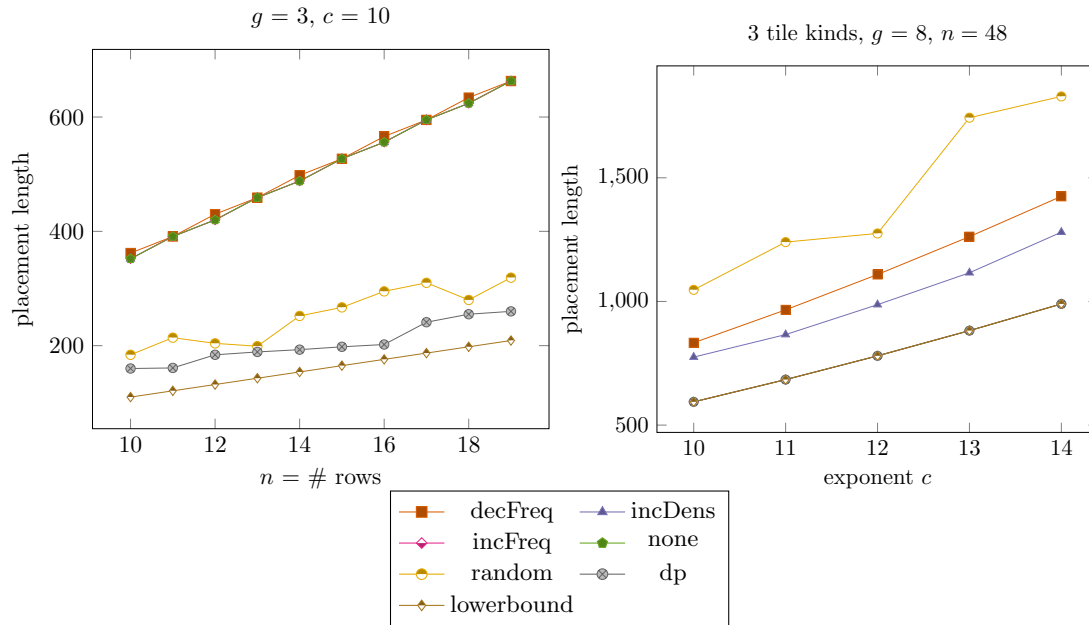 g = 3, c = 10
placement length
600
400
200
10 12 14 16 18
n = # rows
3 tile kinds, g = 8, n = 48
placement length
1,500
1,000
500
10 11 12 13 14
exponent c
decFreq incDens
incFreq none
random dp
lowerbound